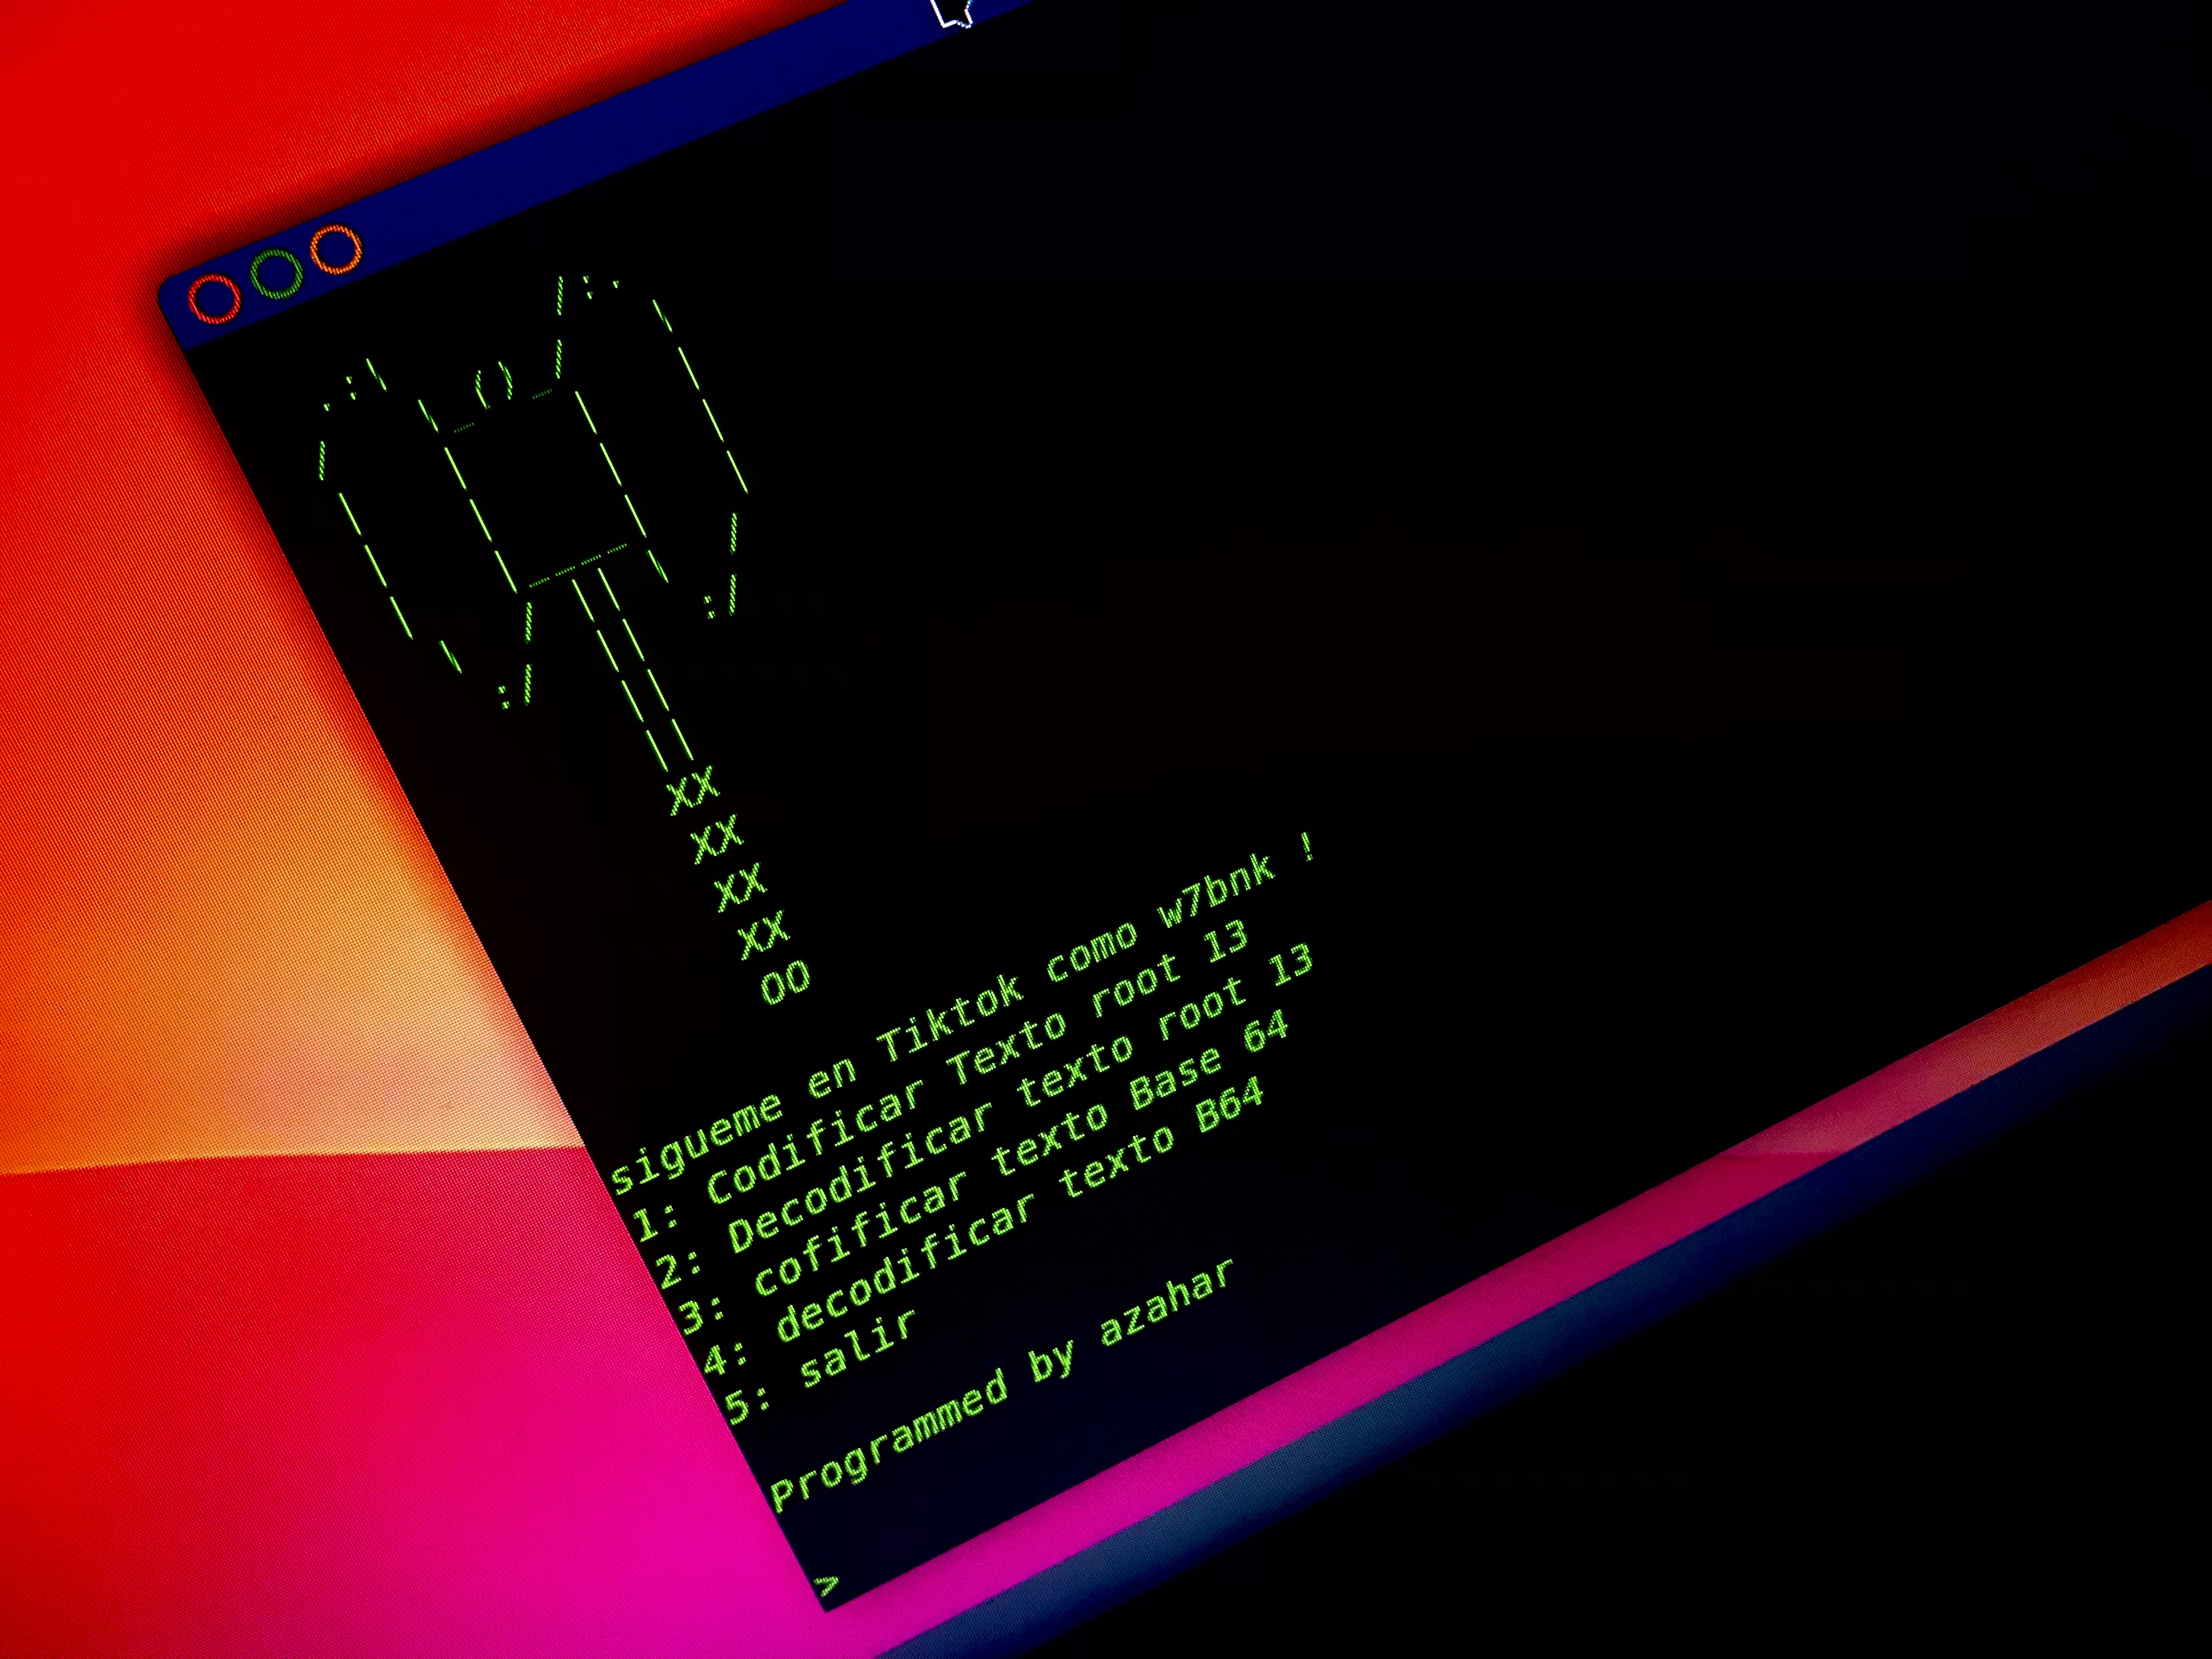 XX
XX
XX
XX
OO
sigueme en Tiktok como w7bnk !
1: Codificar Texto root 13
2: Decodificar texto root 13
3: cofificar texto Base 64
4: decodificar texto B64
5: salir
Programmed by azahar
>